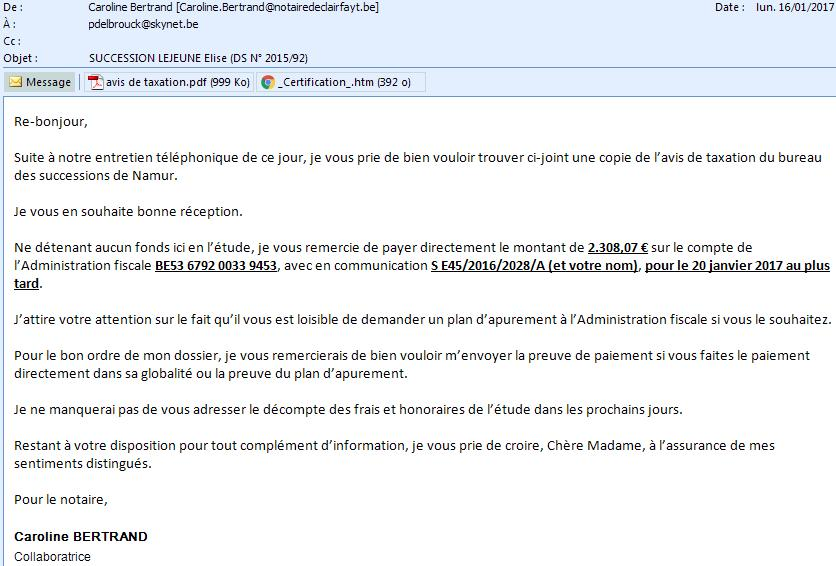 De : Caroline Bertrand [Caroline.Bertrand@notairedeclairfayt.be] Date : lun. 16/01/2017
À : pdelbrouck@skynet.be
Cc :
Objet : SUCCESSION LEJEUNE Elise (DS N° 2015/92)
Message avis de taxation.pdf (999 Ko) _Certification_.htm (392 o)
Re-bonjour,
Suite à notre entretien téléphonique de ce jour, je vous prie de bien vouloir trouver ci-joint une copie de l'avis de taxation du bureau
des successions de Namur.
Je vous en souhaite bonne réception.
Ne détenant aucun fonds ici en l'étude, je vous remercie de payer directement le montant de 2.308,07 € sur le compte de
l'Administration fiscale BE53 6792 0033 9453, avec en communication S E45/2016/2028/A (et votre nom), pour le 20 janvier 2017 au plus
tard.
J'attire votre attention sur le fait qu'il vous est loisible de demander un plan d'apurement à l'Administration fiscale si vous le souhaitez.
Pour le bon ordre de mon dossier, je vous remercierais de bien vouloir m'envoyer la preuve de paiement si vous faites le paiement
directement dans sa globalité ou la preuve du plan d'apurement.
Je ne manquerai pas de vous adresser le décompte des frais et honoraires de l'étude dans les prochains jours.
Restant à votre disposition pour tout complément d'information, je vous prie de croire, Chère Madame, à l'assurance de mes
sentiments distingués.
Pour le notaire,
Caroline BERTRAND
Collaboratrice